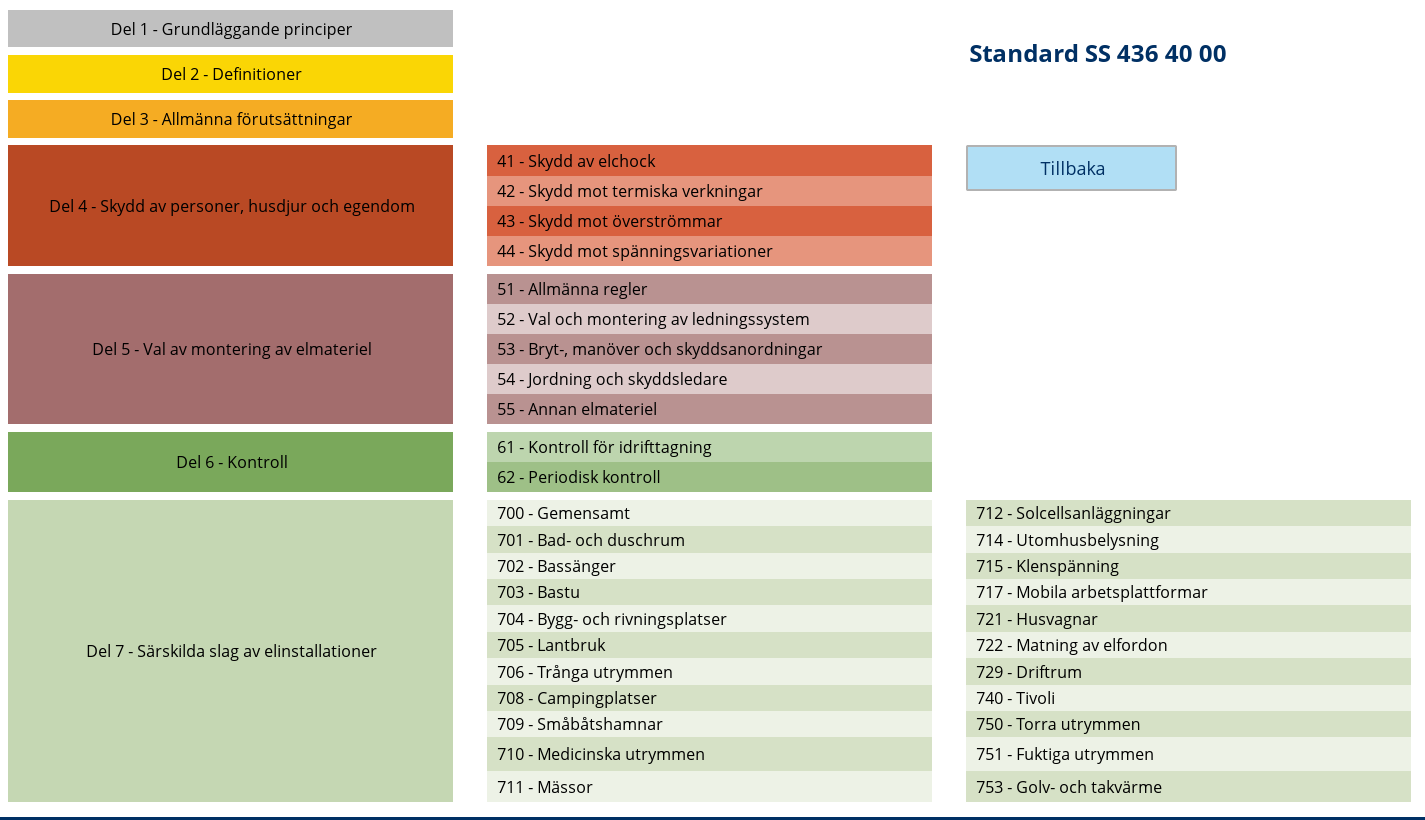 Del 1 - Grundläggande principer
Del 2 - Definitioner
Standard SS 436 40 00
Del 3 - Allmänna förutsättningar
Del 4 - Skydd av personer, husdjur och egendom
41 - Skydd av elchock
42 - Skydd mot termiska verkningar
43 - Skydd mot överströmmar
44 - Skydd mot spänningsvariationer
Tillbaka
Del 5 - Val av montering av elmateriel
51 - Allmänna regler
52 - Val och montering av ledningssystem
53 - Bryt-, manöver och skyddsanordningar
54 - Jordning och skyddsledare
55 - Annan elmateriel
Del 6 - Kontroll
61 - Kontroll för idrifttagning
62 - Periodisk kontroll
Del 7 - Särskilda slag av elinstallationer
700 - Gemensamt
701 - Bad- och duschrum
702 - Bassänger
703 - Bastu
704 - Bygg- och rivningsplatser
705 - Lantbruk
706 - Trånga utrymmen
708 - Campingplatser
709 - Småbåtshamnar
710 - Medicinska utrymmen
711 - Mässor
712 - Solcellsanläggningar
714 - Utomhusbelysning
715 - Klenspänning
717 - Mobila arbetsplattformar
721 - Husvagnar
722 - Matning av elfordon
729 - Driftrum
740 - Tivoli
750 - Torra utrymmen
751 - Fuktiga utrymmen
753 - Golv- och takvärme